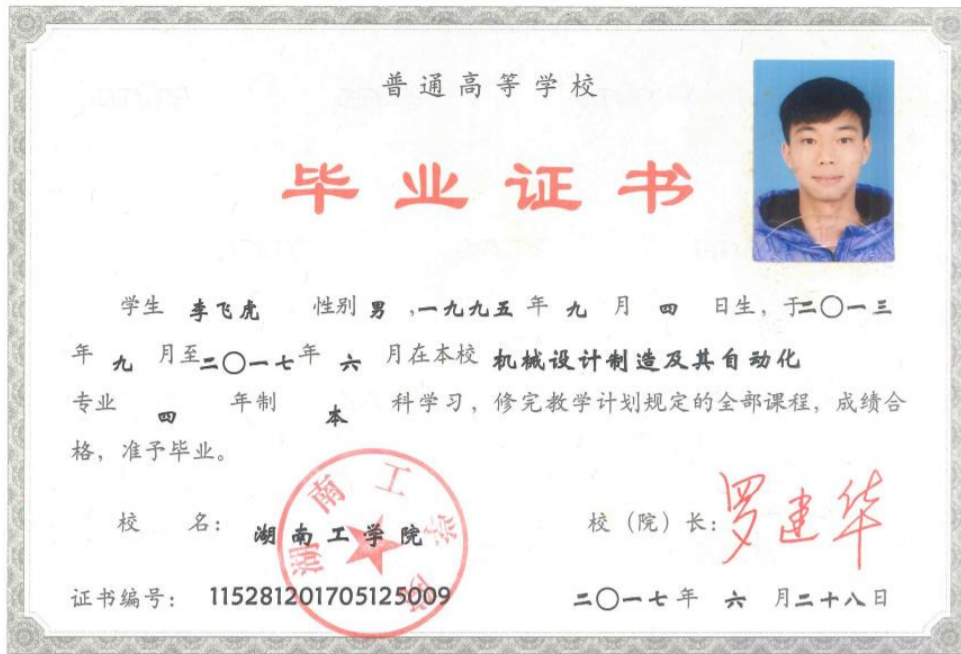 普通高等学校
毕业证书
学生 李飞虎 性别 男 ,一九九五 年 九 月 四 日生，于二〇一三
年 九 月至二〇一七年 六 月在本校 机械设计制造及其自动化
专业 四 年制 本 科学习，修完教学计划规定的全部课程，成绩合
格，准予毕业。
校 名： 湖南工学院 校（院）长：罗建华
湖南工学院
证书编号： 115281201705125009 二〇一七 年 六 月二十八日